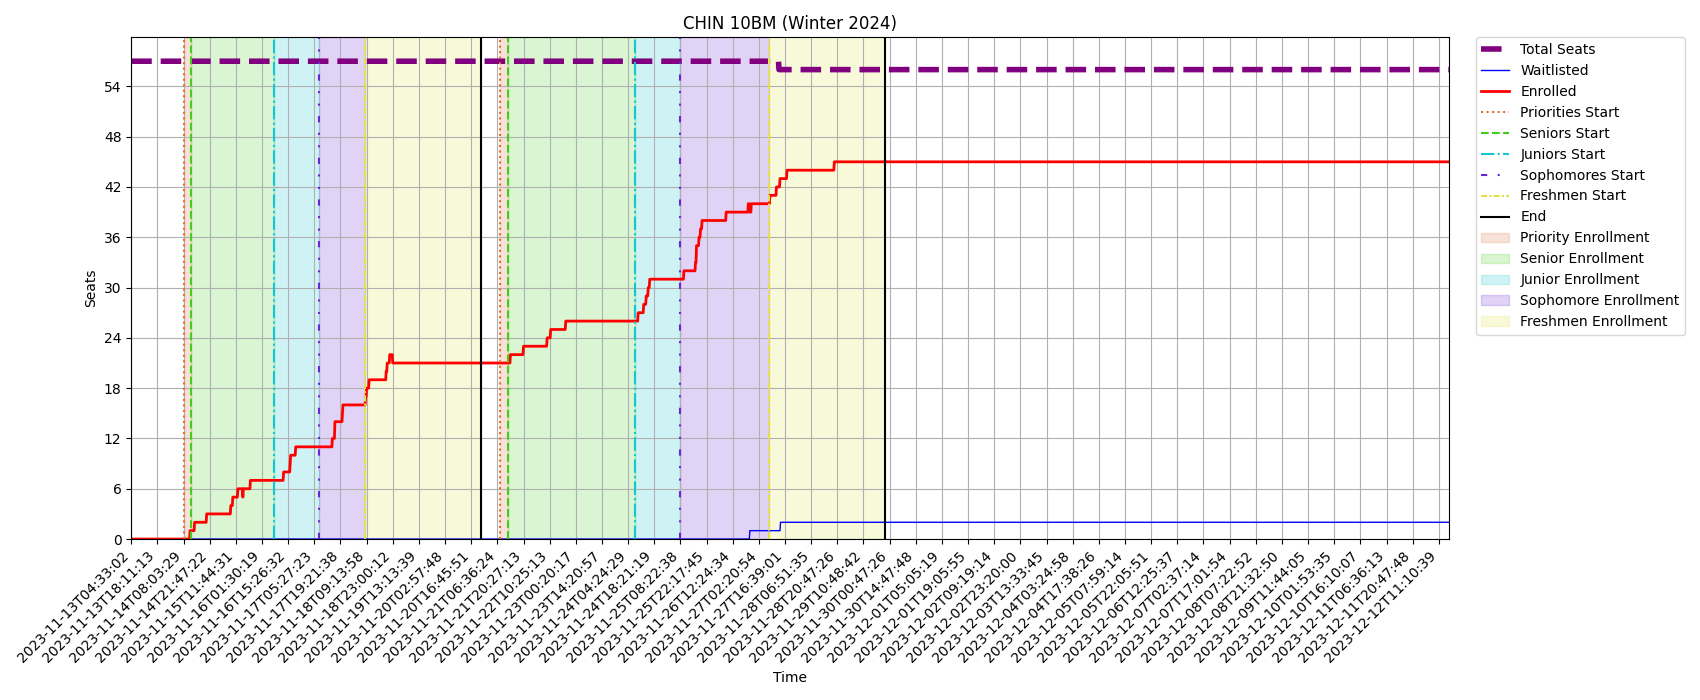 CHIN 10BM (Winter 2024)
Seats
54
48
42
36
30
24
18
12
6
0
2023-11-13T04:33:02
2023-11-13T18:11:13
2023-11-14T08:03:29
2023-11-14T21:47:22
2023-11-15T11:44:31
2023-11-16T01:30:19
2023-11-16T15:26:32
2023-11-17T05:27:23
2023-11-17T19:21:38
2023-11-18T09:13:58
2023-11-18T23:00:12
2023-11-19T13:13:39
2023-11-20T02:57:48
2023-11-20T16:45:51
2023-11-21T06:36:24
2023-11-21T20:27:13
2023-11-22T10:25:13
2023-11-23T00:20:17
2023-11-23T14:20:57
2023-11-24T04:24:29
2023-11-24T18:21:19
2023-11-25T08:22:38
2023-11-25T22:17:45
2023-11-26T12:24:34
2023-11-27T02:20:54
2023-11-27T16:39:01
2023-11-28T06:51:35
2023-11-28T20:47:26
2023-11-29T10:48:42
2023-11-30T00:47:26
2023-11-30T14:47:48
2023-12-01T05:05:19
2023-12-01T19:05:55
2023-12-02T09:19:14
2023-12-02T23:20:00
2023-12-03T13:33:45
2023-12-04T03:24:58
2023-12-04T17:38:26
2023-12-05T07:59:14
2023-12-05T22:05:51
2023-12-06T12:25:37
2023-12-07T02:37:14
2023-12-07T17:01:54
2023-12-08T07:22:52
2023-12-08T21:32:50
2023-12-09T11:44:05
2023-12-10T01:53:35
2023-12-10T16:10:07
2023-12-11T06:36:13
2023-12-11T20:47:48
2023-12-12T11:10:39
Time
Total Seats
Waitlisted
Enrolled
Priorities Start
Seniors Start
Juniors Start
Sophomores Start
Freshmen Start
End
Priority Enrollment
Senior Enrollment
Junior Enrollment
Sophomore Enrollment
Freshmen Enrollment